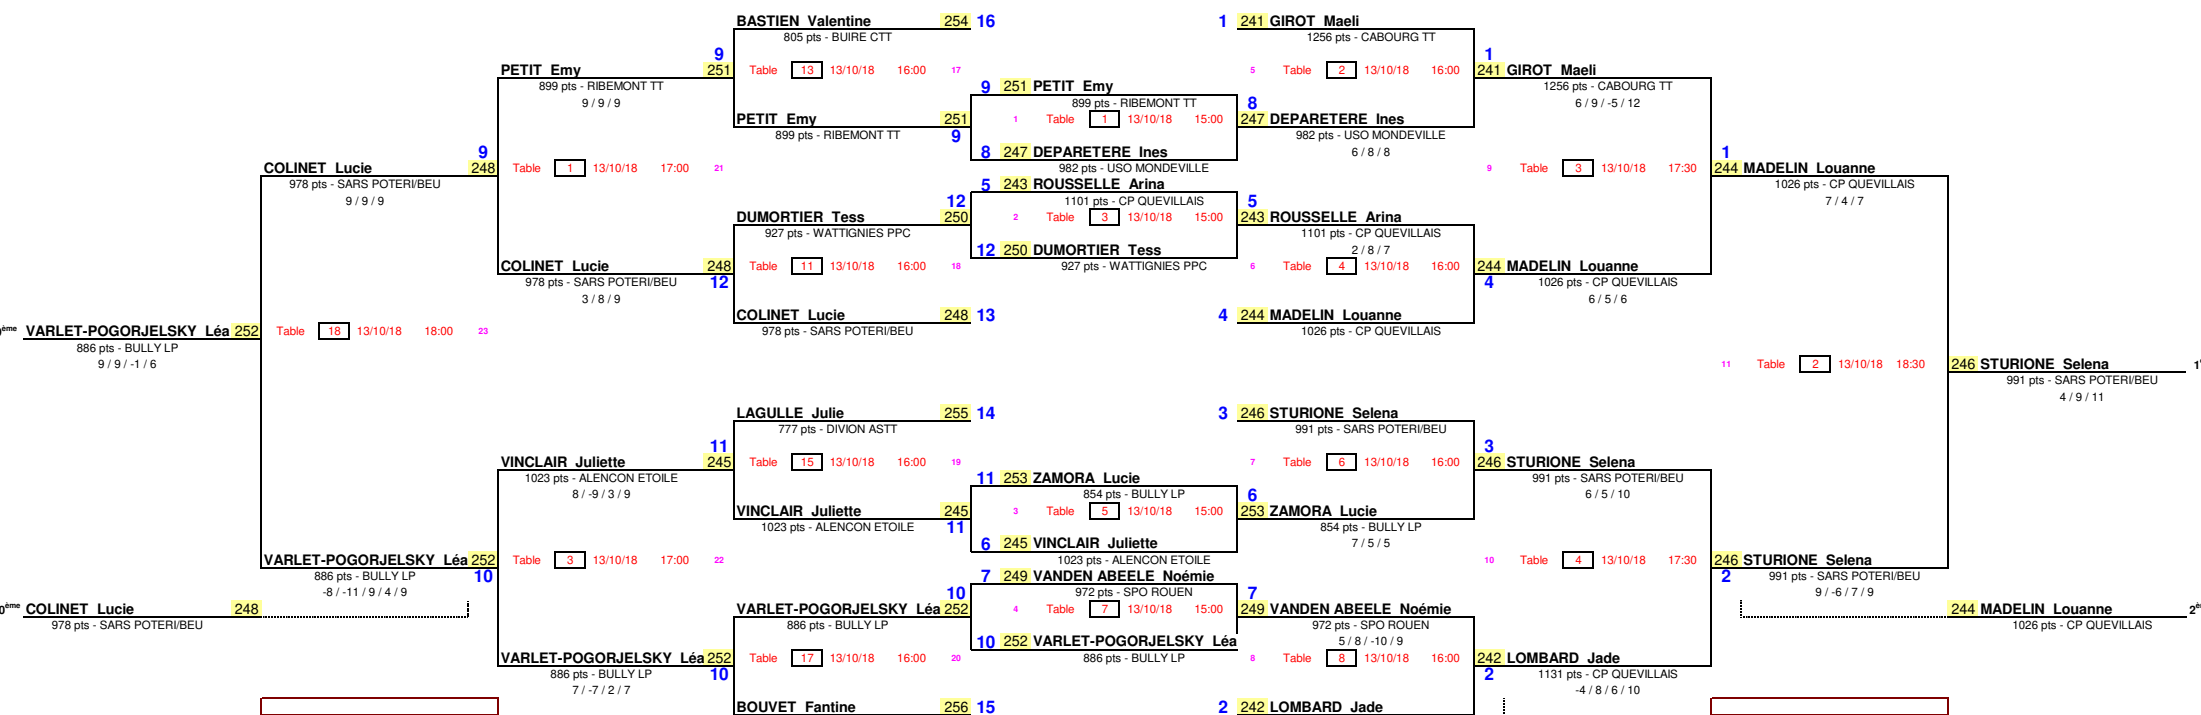 BASTIEN Valentine 254 16 1 241 GIROT Maeli
805 pts - BUIRE CTT 1256 pts - CABOURG TT
9 1
PETIT Emy 251 Table 13 13/10/18 16:00 17 5 Table 2 13/10/18 16:00 241 GIROT Maeli
899 pts - RIBEMONT TT 9 251 PETIT Emy 1256 pts - CABOURG TT
9 / 9 / 9 899 pts - RIBEMONT TT 8 6 / 9 / -5 / 12
PETIT Emy 251 1 Table 1 13/10/18 15:00 247 DEPARETERE Ines
899 pts - RIBEMONT TT 9 982 pts - USO MONDEVILLE
9 8 247 DEPARETERE Ines 6 / 8 / 8 1
COLINET Lucie 248 Table 1 13/10/18 17:00 21 982 pts - USO MONDEVILLE 9 Table 3 13/10/18 17:30 244 MADELIN Louanne
978 pts - SARS POTERI/BEU 5 243 ROUSSELLE Arina 1026 pts - CP QUEVILLAIS
9 / 9 / 9 12 1101 pts - CP QUEVILLAIS 5 7 / 4 / 7
DUMORTIER Tess 250 2 Table 3 13/10/18 15:00 243 ROUSSELLE Arina
927 pts - WATTIGNIES PPC 1101 pts - CP QUEVILLAIS
12 250 DUMORTIER Tess 2 / 8 / 7
COLINET Lucie 248 Table 11 13/10/18 16:00 18 927 pts - WATTIGNIES PPC 6 Table 4 13/10/18 16:00 244 MADELIN Louanne
978 pts - SARS POTERI/BEU 12 4 1026 pts - CP QUEVILLAIS
3 / 8 / 9 6 / 5 / 6
COLINET Lucie 248 13 4 244 MADELIN Louanne
ème VARLET-POGORJELSKY Léa 252 Table 18 13/10/18 18:00 23 978 pts - SARS POTERI/BEU 1026 pts - CP QUEVILLAIS
886 pts - BULLY LP
9 / 9 / -1 / 6 11 Table 2 13/10/18 18:30 246 STURIONE Selena 1
991 pts - SARS POTERI/BEU
4 / 9 / 11
LAGULLE Julie 255 14 3 246 STURIONE Selena
777 pts - DIVION ASTT 991 pts - SARS POTERI/BEU
11 3
VINCLAIR Juliette 245 Table 15 13/10/18 16:00 19 7 Table 6 13/10/18 16:00 246 STURIONE Selena
1023 pts - ALENCON ETOILE 11 253 ZAMORA Lucie 991 pts - SARS POTERI/BEU
8 / -9 / 3 / 9 854 pts - BULLY LP 6 6 / 5 / 10
VINCLAIR Juliette 245 3 Table 5 13/10/18 15:00 253 ZAMORA Lucie
1023 pts - ALENCON ETOILE 11 854 pts - BULLY LP
6 245 VINCLAIR Juliette 7 / 5 / 5
VARLET-POGORJELSKY Léa 252 Table 3 13/10/18 17:00 22 1023 pts - ALENCON ETOILE 10 Table 4 13/10/18 17:30 246 STURIONE Selena
886 pts - BULLY LP 10 7 249 VANDEN ABEELE Noémie 2 991 pts - SARS POTERI/BEU
-8 / -11 / 9 / 4 / 9 10 972 pts - SPO ROUEN 7 9 / -6 / 7 / 9
0ème COLINET Lucie 248 VARLET-POGORJELSKY Léa 252 4 Table 7 13/10/18 15:00 249 VANDEN ABEELE Noémie 244 MADELIN Louanne 2è
978 pts - SARS POTERI/BEU 886 pts - BULLY LP 972 pts - SPO ROUEN 1026 pts - CP QUEVILLAIS
10 252 VARLET-POGORJELSKY Léa 5 / 8 / -10 / 9
VARLET-POGORJELSKY Léa 252 Table 17 13/10/18 16:00 20 886 pts - BULLY LP 8 Table 8 13/10/18 16:00 242 LOMBARD Jade
886 pts - BULLY LP 10 2 1131 pts - CP QUEVILLAIS
7 / -7 / 2 / 7 -4 / 8 / 6 / 10
BOUVET Fantine 256 15 2 242 LOMBARD Jade